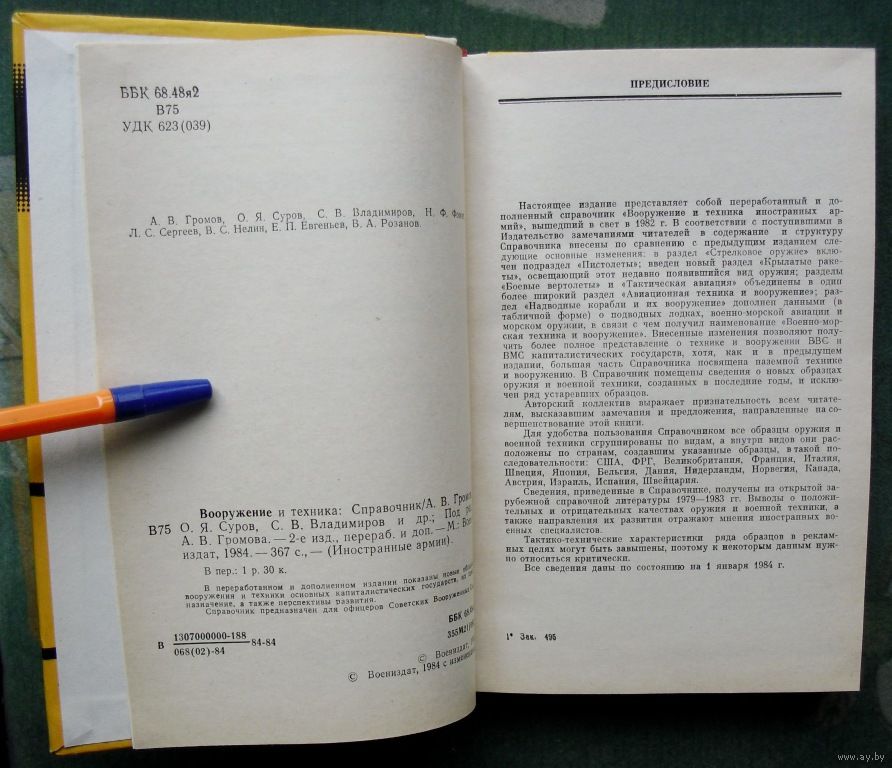 ББК 68.48я2
В75
УДК 623(039)
А. В. Громов, О. Я. Суров, С. В. Владимиров, Н. Ф.
Л. С. Сергеев, В. С. Нелин, Е. П. Евгеньев, В. А. Розанов.
Вооружение и техника: Справочник/А. В. Громов,
В75 О. Я. Суров, С. В. Владимиров и др.; Под ред.
А. В. Громова. — 2-е изд., перераб. и доп. — М.: Воен-
издат, 1984. — 367 с., — (Иностранные армии).
В пер.: 1 р. 30 к.
В переработанном и дополненном издании показаны новые
вооружения и техники основных капиталистических государств, их
назначение, а также перспективы развития.
Справочник предназначен для офицеров Советских Вооруженных
В 1307000000-188
068(02)-84
84-84
ББК 68.
© Воениздат,
© Воениздат, 1984 с
ПРЕДИСЛОВИЕ
Настоящее издание представляет собой переработанный и до-
полненный справочник «Вооружение и техника иностранных ар-
мий», вышедший в свет в 1982 г. В соответствии с поступившими в
Издательство замечаниями читателей в содержание и структуру
Справочника внесены по сравнению с предыдущим изданием сле-
дующие основные изменения: в раздел «Стрелковое оружие» вклю-
чен подраздел «Пистолеты»; введен новый раздел «Крылатые раке-
ты», освещающий этот недавно появившийся вид оружия; разделы
«Боевые вертолеты» и «Тактическая авиация» объединены в один
более широкий раздел «Авиационная техника и вооружение»; раз-
дел «Надводные корабли и их вооружение» дополнен данными (в
табличной форме) о подводных лодках, военно-морской авиации и
морском оружии, в связи с чем получил наименование «Военно-мор-
ская техника и вооружение». Внесенные изменения позволяют полу-
чить более полное представление о технике и вооружении ВВС и
ВМС капиталистических государств, хотя, как и в предыдущем
издании, большая часть Справочника посвящена наземной технике
и вооружению. В Справочник помещены сведения о новых образцах
оружия и военной техники, созданных в последние годы, и исклю-
чен ряд устаревших образцов.
Авторский коллектив выражает признательность всем читате-
лям, высказавшим замечания и предложения, направленные на со-
вершенствование этой книги.
Для удобства пользования Справочником все образцы оружия и
военной техники сгруппированы по видам, а внутри видов они рас-
положены по странам, создавшим указанные образцы, в такой по-
следовательности: США, ФРГ, Великобритания, Франция, Италия,
Швеция, Япония, Бельгия, Дания, Нидерланды, Норвегия, Канада,
Австрия, Израиль, Испания, Швейцария.
Сведения, приведенные в Справочнике, получены из открытой за-
рубежной справочной литературы 1979—1983 гг. Выводы о положи-
тельных и отрицательных качествах оружия и военной техники, а
также направления их развития отражают мнения иностранных во-
енных специалистов.
Тактико-технические характеристики ряда образцов в реклам-
ных целях могут быть завышены, поэтому к некоторым данным нуж-
но относиться критически.
Все сведения даны по состоянию на 1 января 1984 г.
1* Зак. 495
www.ay.by